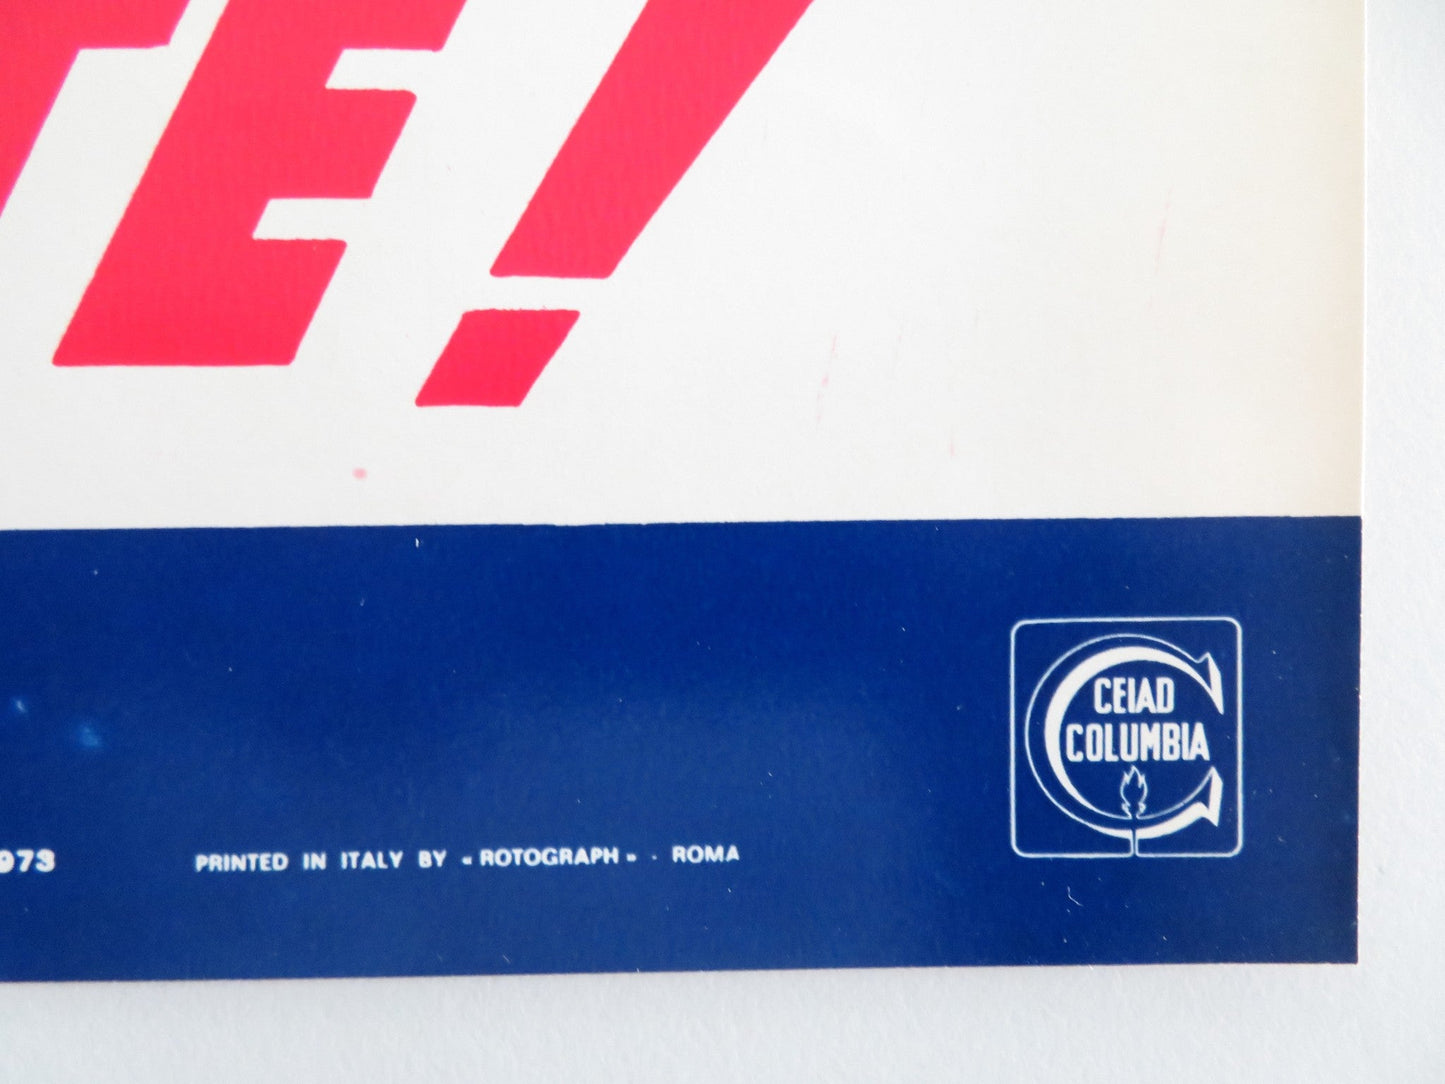 TE!
CEIAD
COLUMBIA
973 PRINTED IN ITALY BY « ROTOGRAPH » · ROMA